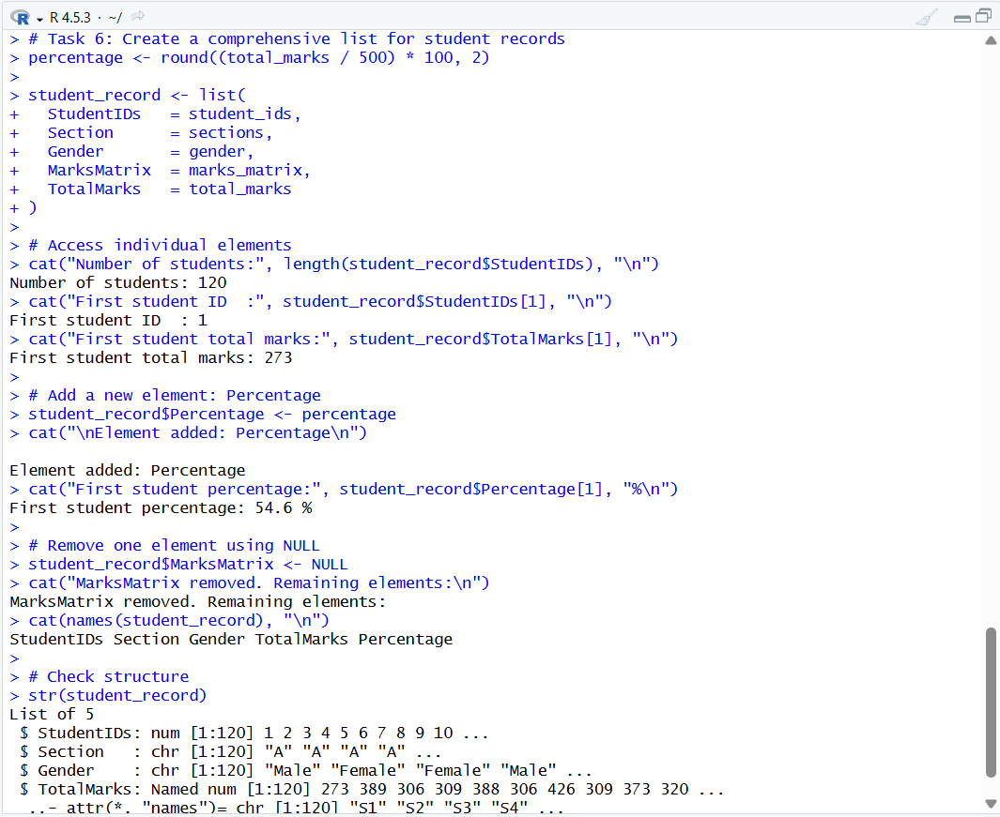 R R 4.5.3 · ~/
> # Task 6: Create a comprehensive list for student records
> percentage <- round((total_marks / 500) * 100, 2)
>
> student_record <- list(
+   StudentIDs   = student_ids,
+   Section      = sections,
+   Gender       = gender,
+   MarksMatrix  = marks_matrix,
+   TotalMarks   = total_marks
+ )
>
> # Access individual elements
> cat("Number of students:", length(student_record$StudentIDs), "\n")
Number of students: 120
> cat("First student ID  :", student_record$StudentIDs[1], "\n")
First student ID  : 1
> cat("First student total marks:", student_record$TotalMarks[1], "\n")
First student total marks: 273
>
> # Add a new element: Percentage
> student_record$Percentage <- percentage
> cat("\nElement added: Percentage\n")

Element added: Percentage
> cat("First student percentage:", student_record$Percentage[1], "%\n")
First student percentage: 54.6 %
>
> # Remove one element using NULL
> student_record$MarksMatrix <- NULL
> cat("MarksMatrix removed. Remaining elements:\n")
MarksMatrix removed. Remaining elements:
> cat(names(student_record), "\n")
StudentIDs Section Gender TotalMarks Percentage
>
> # Check structure
> str(student_record)
List of 5
 $ StudentIDs: num [1:120] 1 2 3 4 5 6 7 8 9 10 ...
 $ Section   : chr [1:120] "A" "A" "A" "A" ...
 $ Gender    : chr [1:120] "Male" "Female" "Female" "Male" ...
 $ TotalMarks: Named num [1:120] 273 389 306 309 388 306 426 309 373 320 ...
  ..- attr(*, "names")= chr [1:120] "S1" "S2" "S3" "S4" ...